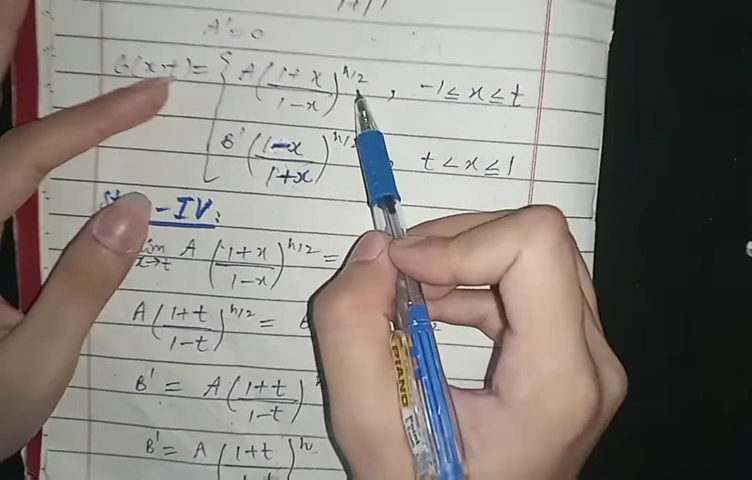 A' = 0
G(x,t) = { A((1+x)/(1-x))^{h/2} , -1 ≤ x ≤ t
B'((1-x)/(1+x))^{h/2} , t < x ≤ 1
-IV:
lim x→t A((1+x)/(1-x))^{h/2} =
A((1+t)/(1-t))^{h/2} =
B' = A((1+t)/(1-t))
B' = A((1+t)/(1-t))^h
PIANO